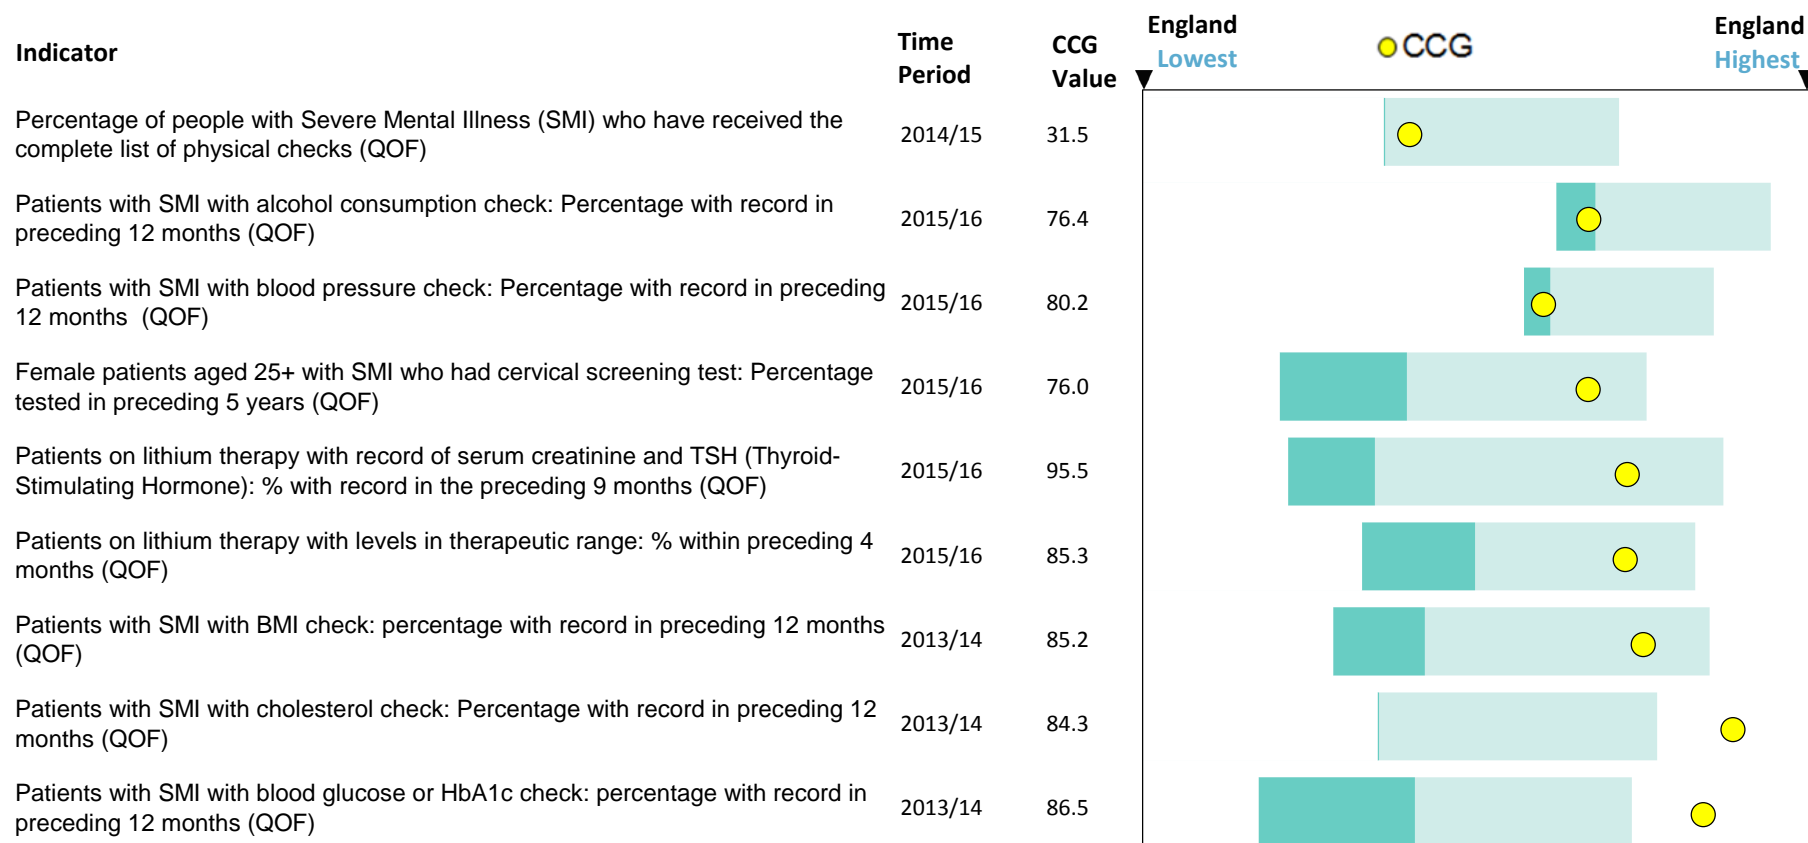 Indicator
Time
Period
CCG
Value
England
Lowest
CCG
England
Highest
Percentage of people with Severe Mental Illness (SMI) who have received the
complete list of physical checks (QOF)
2014/15
31.5
Patients with SMI with alcohol consumption check: Percentage with record in
preceding 12 months (QOF)
2015/16
76.4
Patients with SMI with blood pressure check: Percentage with record in preceding
12 months  (QOF)
2015/16
80.2
Female patients aged 25+ with SMI who had cervical screening test: Percentage
tested in preceding 5 years (QOF)
2015/16
76.0
Patients on lithium therapy with record of serum creatinine and TSH (Thyroid-
Stimulating Hormone): % with record in the preceding 9 months (QOF)
2015/16
95.5
Patients on lithium therapy with levels in therapeutic range: % within preceding 4
months (QOF)
2015/16
85.3
Patients with SMI with BMI check: percentage with record in preceding 12 months
(QOF)
2013/14
85.2
Patients with SMI with cholesterol check: Percentage with record in preceding 12
months (QOF)
2013/14
84.3
Patients with SMI with blood glucose or HbA1c check: percentage with record in
preceding 12 months (QOF)
2013/14
86.5